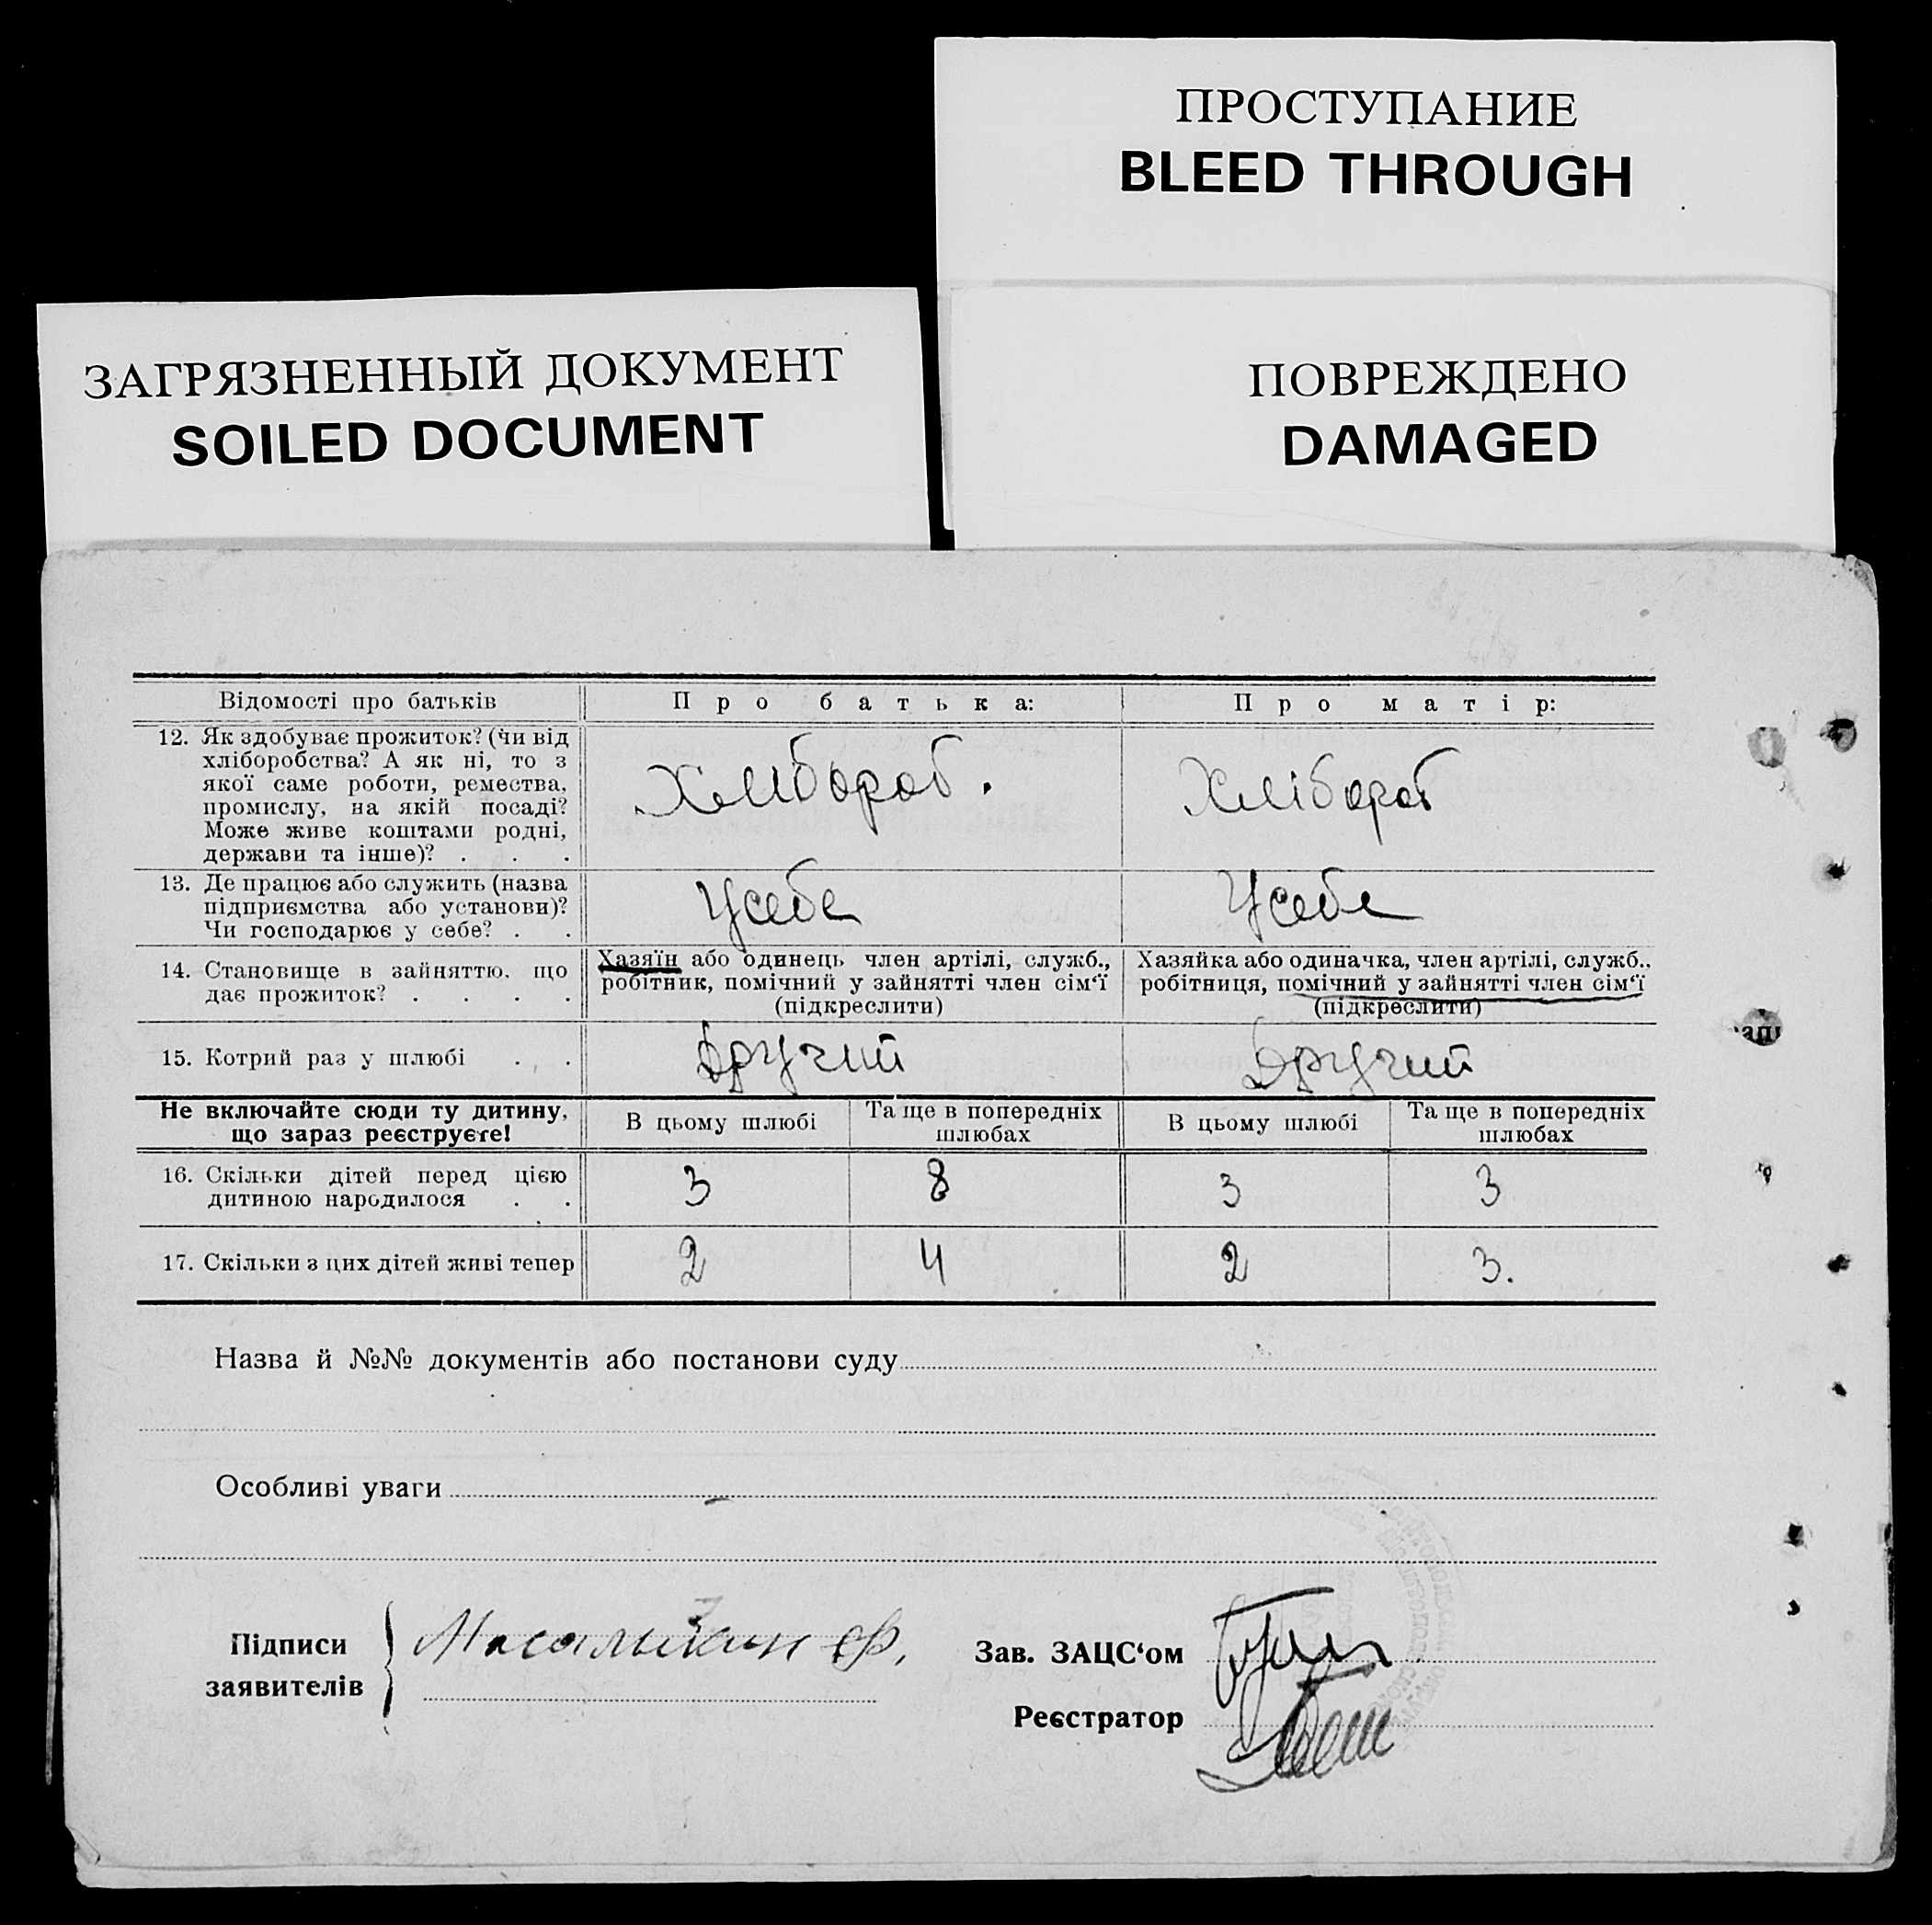 ПРОСТУПАНИЕ
BLEED THROUGH
ЗАГРЯЗНЕННЫЙ ДОКУМЕНТ
SOILED DOCUMENT
ПОВРЕЖДЕНО
DAMAGED
Відомості про батьків
Про батька:
Про матір:
12. Як здобуває прожиток? (чи від
хліборобства? А як ні, то з
якої саме роботи, ремества,
промислу, на якій посаді?
Може живе коштами родні,
держави та інше)? . . .
Хлібороб.
Хлібороб
13. Де працює або служить (назва
підприємства або установи)?
Чи господарює у себе? . .
Усебе
Усебе
14. Становище в зайняттю, що
дає прожиток? . . . .
Хазяїн або одинець член артілі, служб.,
робітник, помічний у зайнятті член сім‘ї
(підкреслити)
Хазяйка або одиначка, член артілі, служб.,
робітниця, помічний у зайнятті член сім‘ї
(підкреслити)
15. Котрий раз у шлюбі . . .
Другий
Другий
Не включайте сюди ту дитину,
що зараз реєструєте!
В цьому шлюбі
Та ще в попередніх
шлюбах
В цьому шлюбі
Та ще в попередніх
шлюбах
16. Скільки дітей перед цією
дитиною народилося . .
3
8
3
3
17. Скільки з цих дітей живі тепер
2
4
2
3.
Назва й №№ документів або постанови суду
Особливі уваги
Підписи
заявителів
Зав. ЗАЦС‘ом
Реєстратор